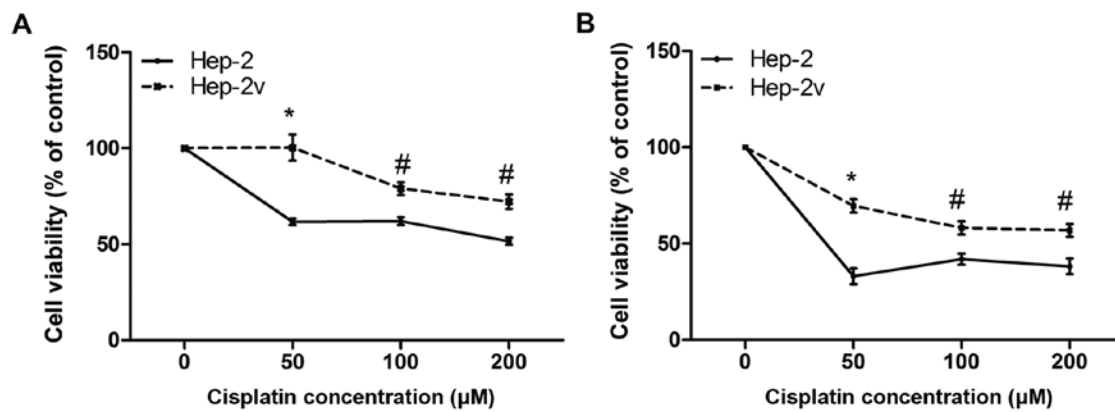 A
Cell viability (% of control)
150
100
50
0
Hep-2
Hep-2v
*
#
#
0 50 100 200
Cisplatin concentration (µM)
B
Cell viability (% of control)
150
100
50
0
Hep-2
Hep-2v
*
#
#
0 50 100 200
Cisplatin concentration (µM)